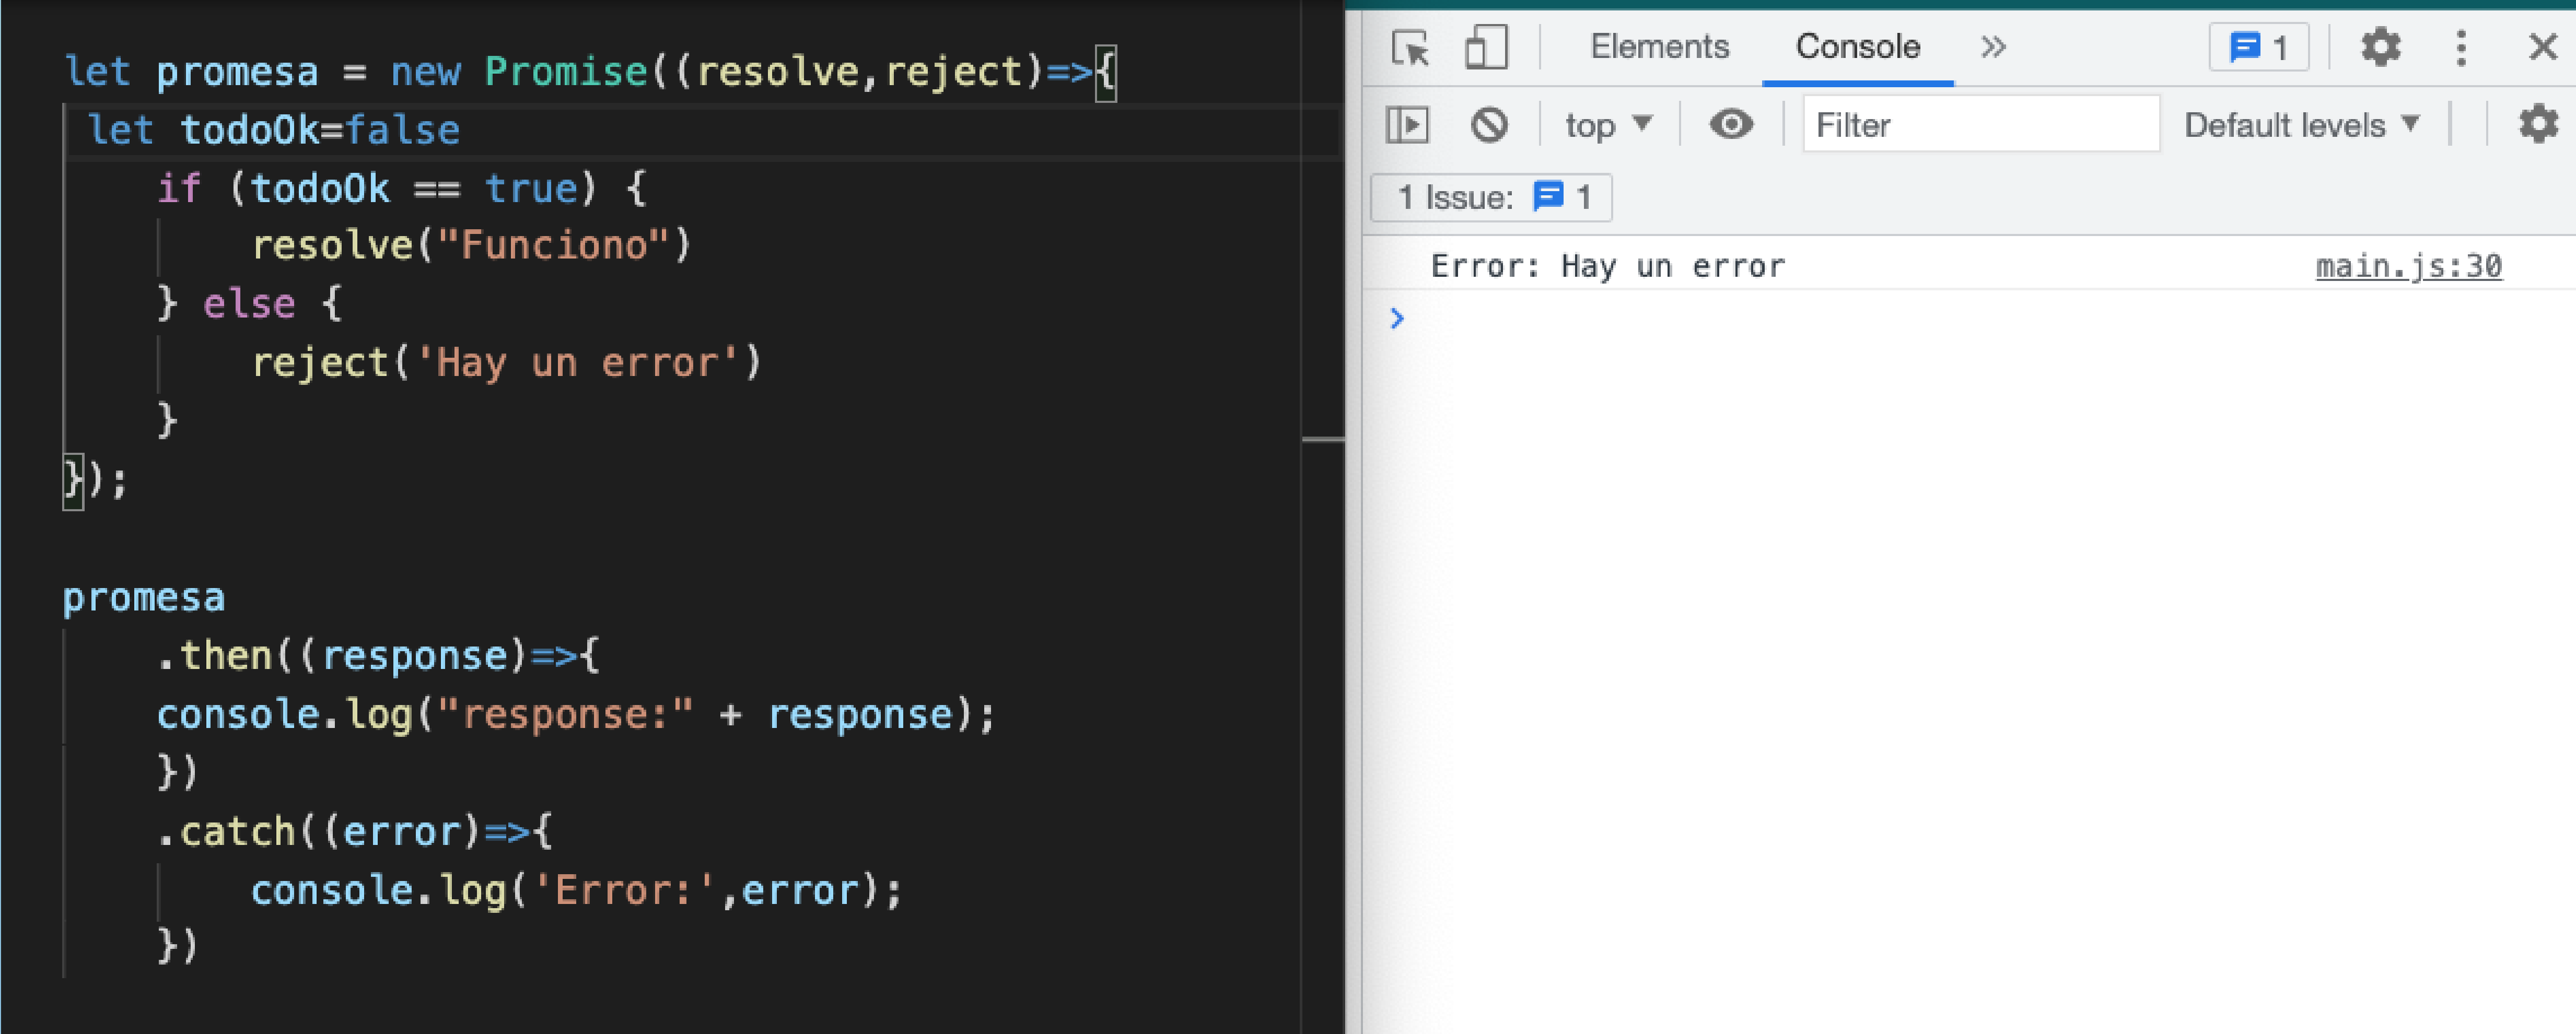 let promesa = new Promise((resolve,reject)=>{
let todoOk=false
if (todoOk == true) {
resolve("Funciono")
} else {
reject('Hay un error')
}
});
promesa
.then((response)=>{
console.log("response:" + response);
})
.catch((error)=>{
console.log('Error:',error);
})
Elements Console » 1
top Filter Default levels
1 Issue: 1
Error: Hay un error main.js:30
>